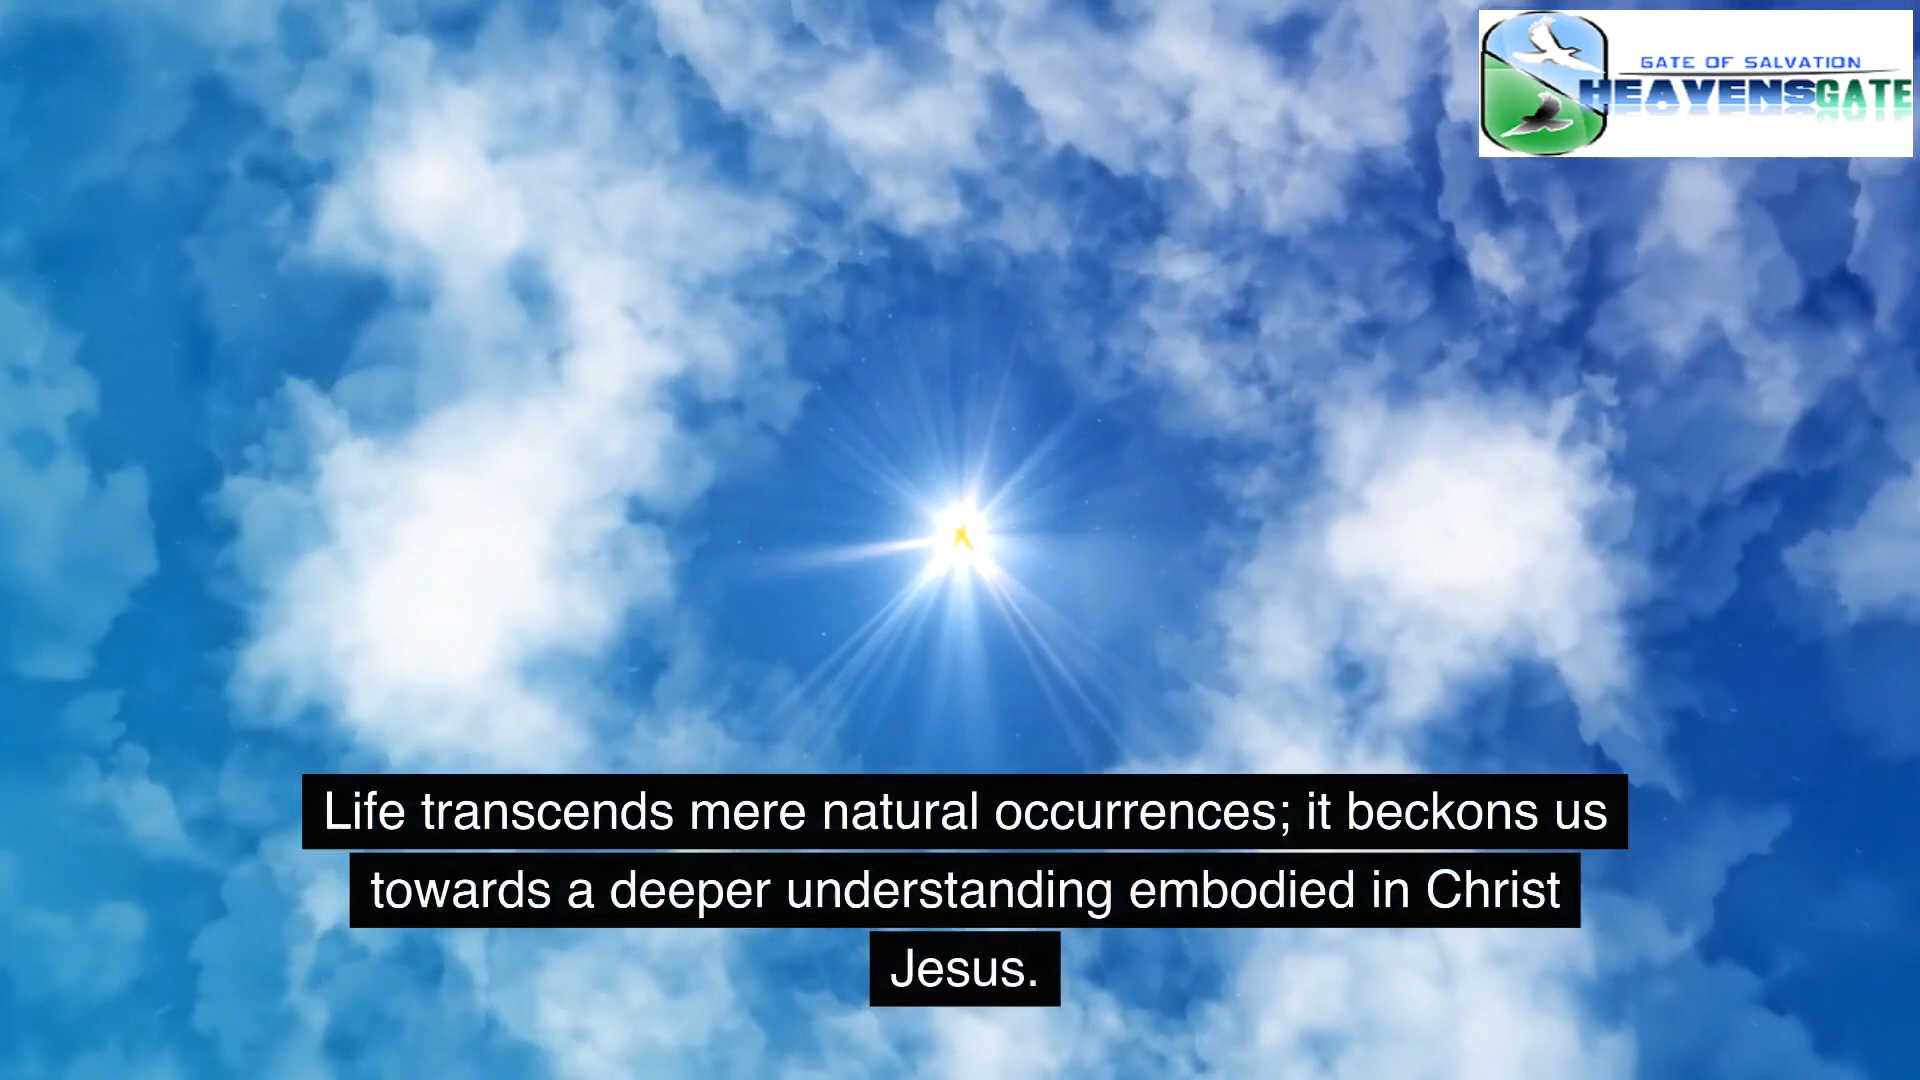 GATE OF SALVATION
HEAVENSGATE
Life transcends mere natural occurrences; it beckons us
towards a deeper understanding embodied in Christ
Jesus.